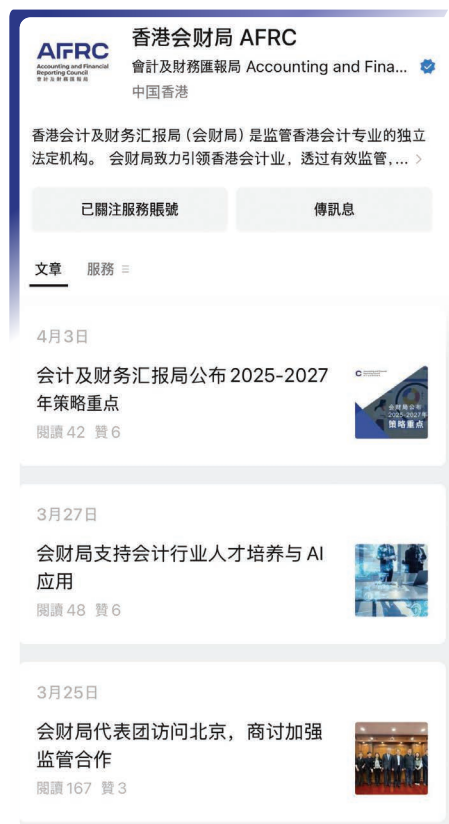 AFRC
Accounting and Financial
Reporting Council
會計及財務匯報局
香港会财局 AFRC
會計及財務匯報局 Accounting and Fina...
中国香港
香港会计及财务汇报局（会财局）是监管香港会计专业的独立
法定机构。 会财局致力引领香港会计业，透过有效监管，... >
已關注服務賬號
傳訊息
文章
服務
4月3日
会计及财务汇报局公布 2025-2027
年策略重点
閱讀 42 贊 6
会财局公布
2025-2027年
策略重点
3月27日
会财局支持会计行业人才培养与 AI
应用
閱讀 48 贊 6
3月25日
会财局代表团访问北京，商讨加强
监管合作
閱讀 167 贊 3